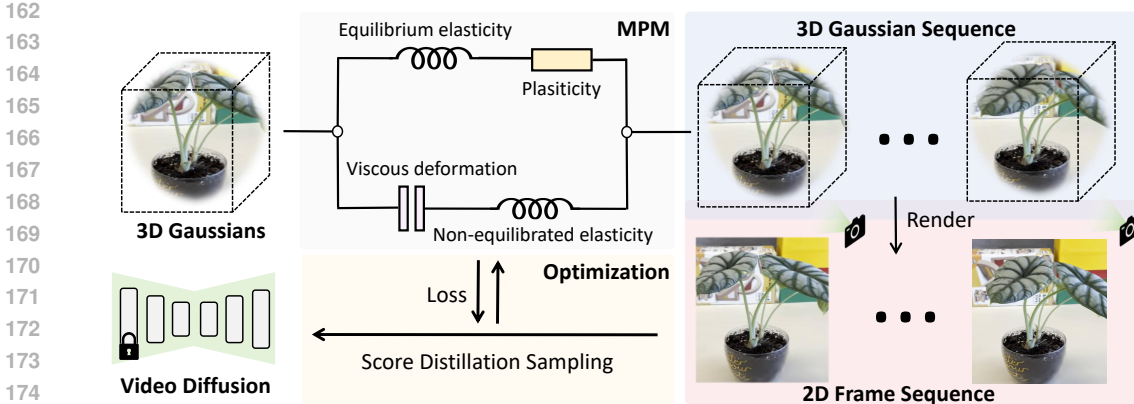 162
163
164
165
166
167
168
169
170
171
172
173
174
Equilibrium elasticity
MPM
Plasiticity
Viscous deformation
Non-equilibrated elasticity
3D Gaussians
3D Gaussian Sequence
Render
Optimization
Loss
Score Distillation Sampling
Video Diffusion
2D Frame Sequence